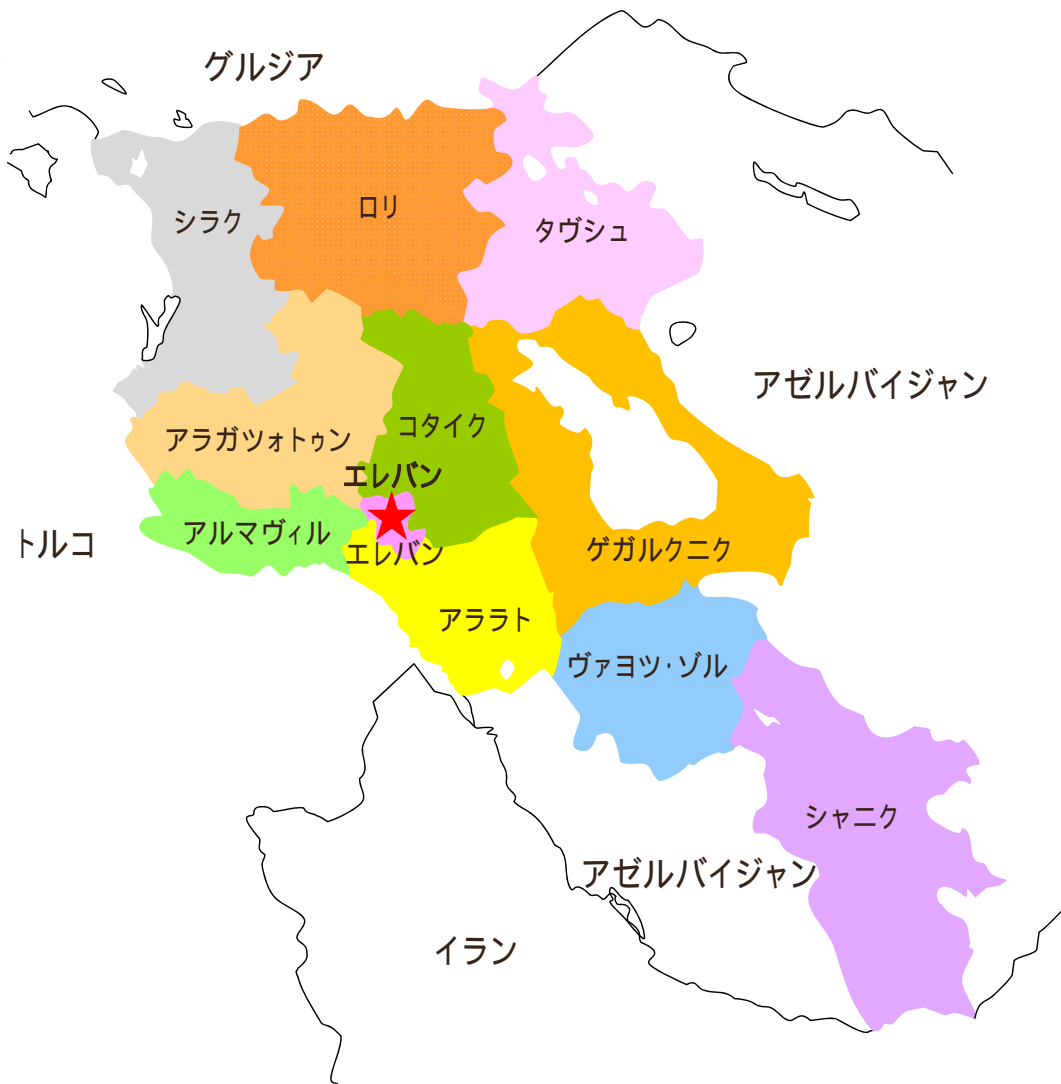 グルジア
ロリ
シラク
タヴシュ
アゼルバイジャン
コタイク
アラガツォトゥン
エレバン
アルマヴィル
トルコ
エレバン
ゲガルクニク
アララト
ヴァヨツ・ゾル
シャニク
アゼルバイジャン
イラン